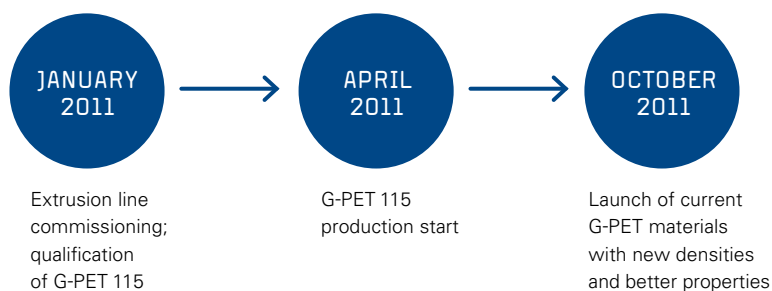 JANUARY
2011
APRIL
2011
OCTOBER
2011
Extrusion line
commissioning;
qualification
of G-PET 115
G-PET 115
production start
Launch of current
G-PET materials
with new densities
and better properties